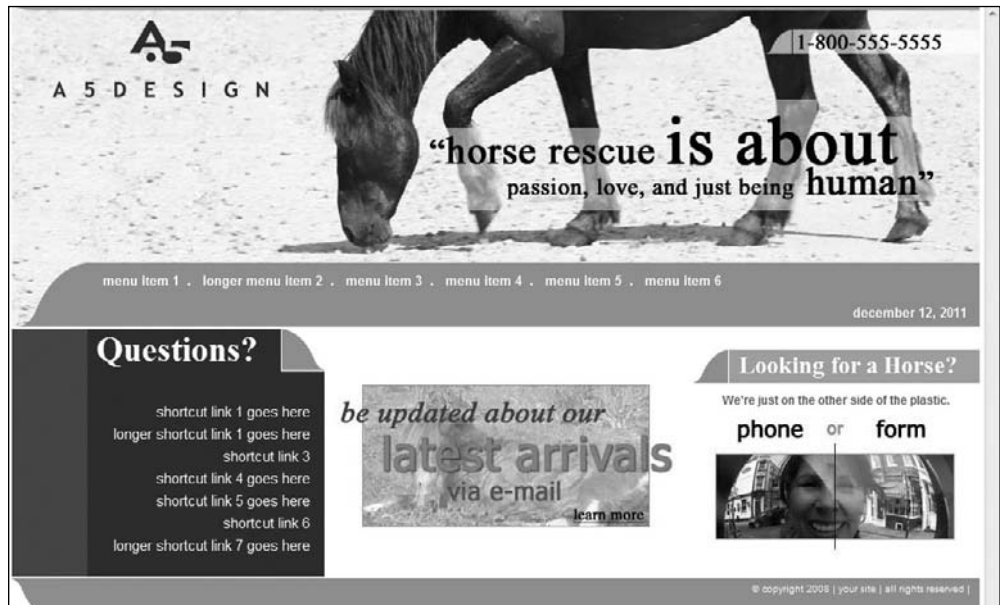 A5
A5DESIGN
1-800-555-5555
“horse rescue is about
passion, love, and just being human”
menu Item 1 . longer menu Item 2 . menu Item 3 . menu Item 4 . menu Item 5 . menu Item 6
december 12, 2011
Questions?
shortcut link 1 goes here
longer shortcut link 1 goes here
shortcut link 3
shortcut link 4 goes here
shortcut link 5 goes here
shortcut link 6
longer shortcut link 7 goes here
be updated about our
latest arrivals
via e-mail
learn more
Looking for a Horse?
We're just on the other side of the plastic.
phone or form
© copyright 2008 | your site | all rights reserved |